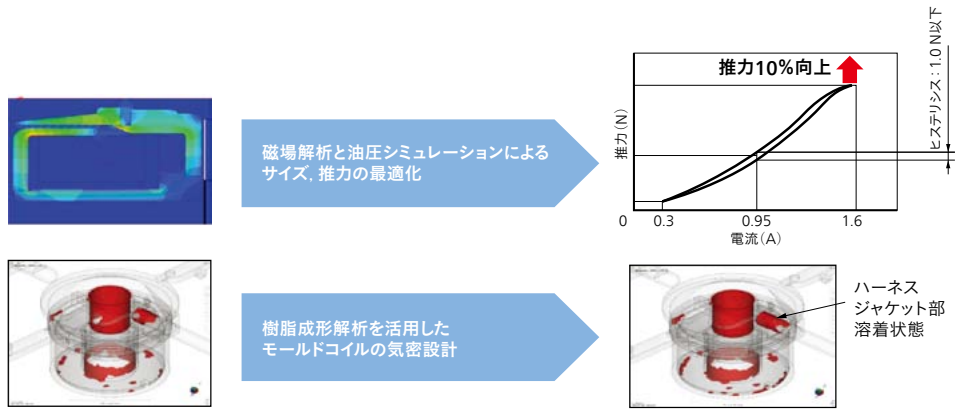 磁場解析と油圧シミュレーションによる
サイズ, 推力の最適化
推力10%向上
推力（N）
ヒステリシス：1.0 N以下
0
0.3
0.95
1.6
電流（A）
樹脂成形解析を活用した
モールドコイルの気密設計
ハーネス
ジャケット部
溶着状態